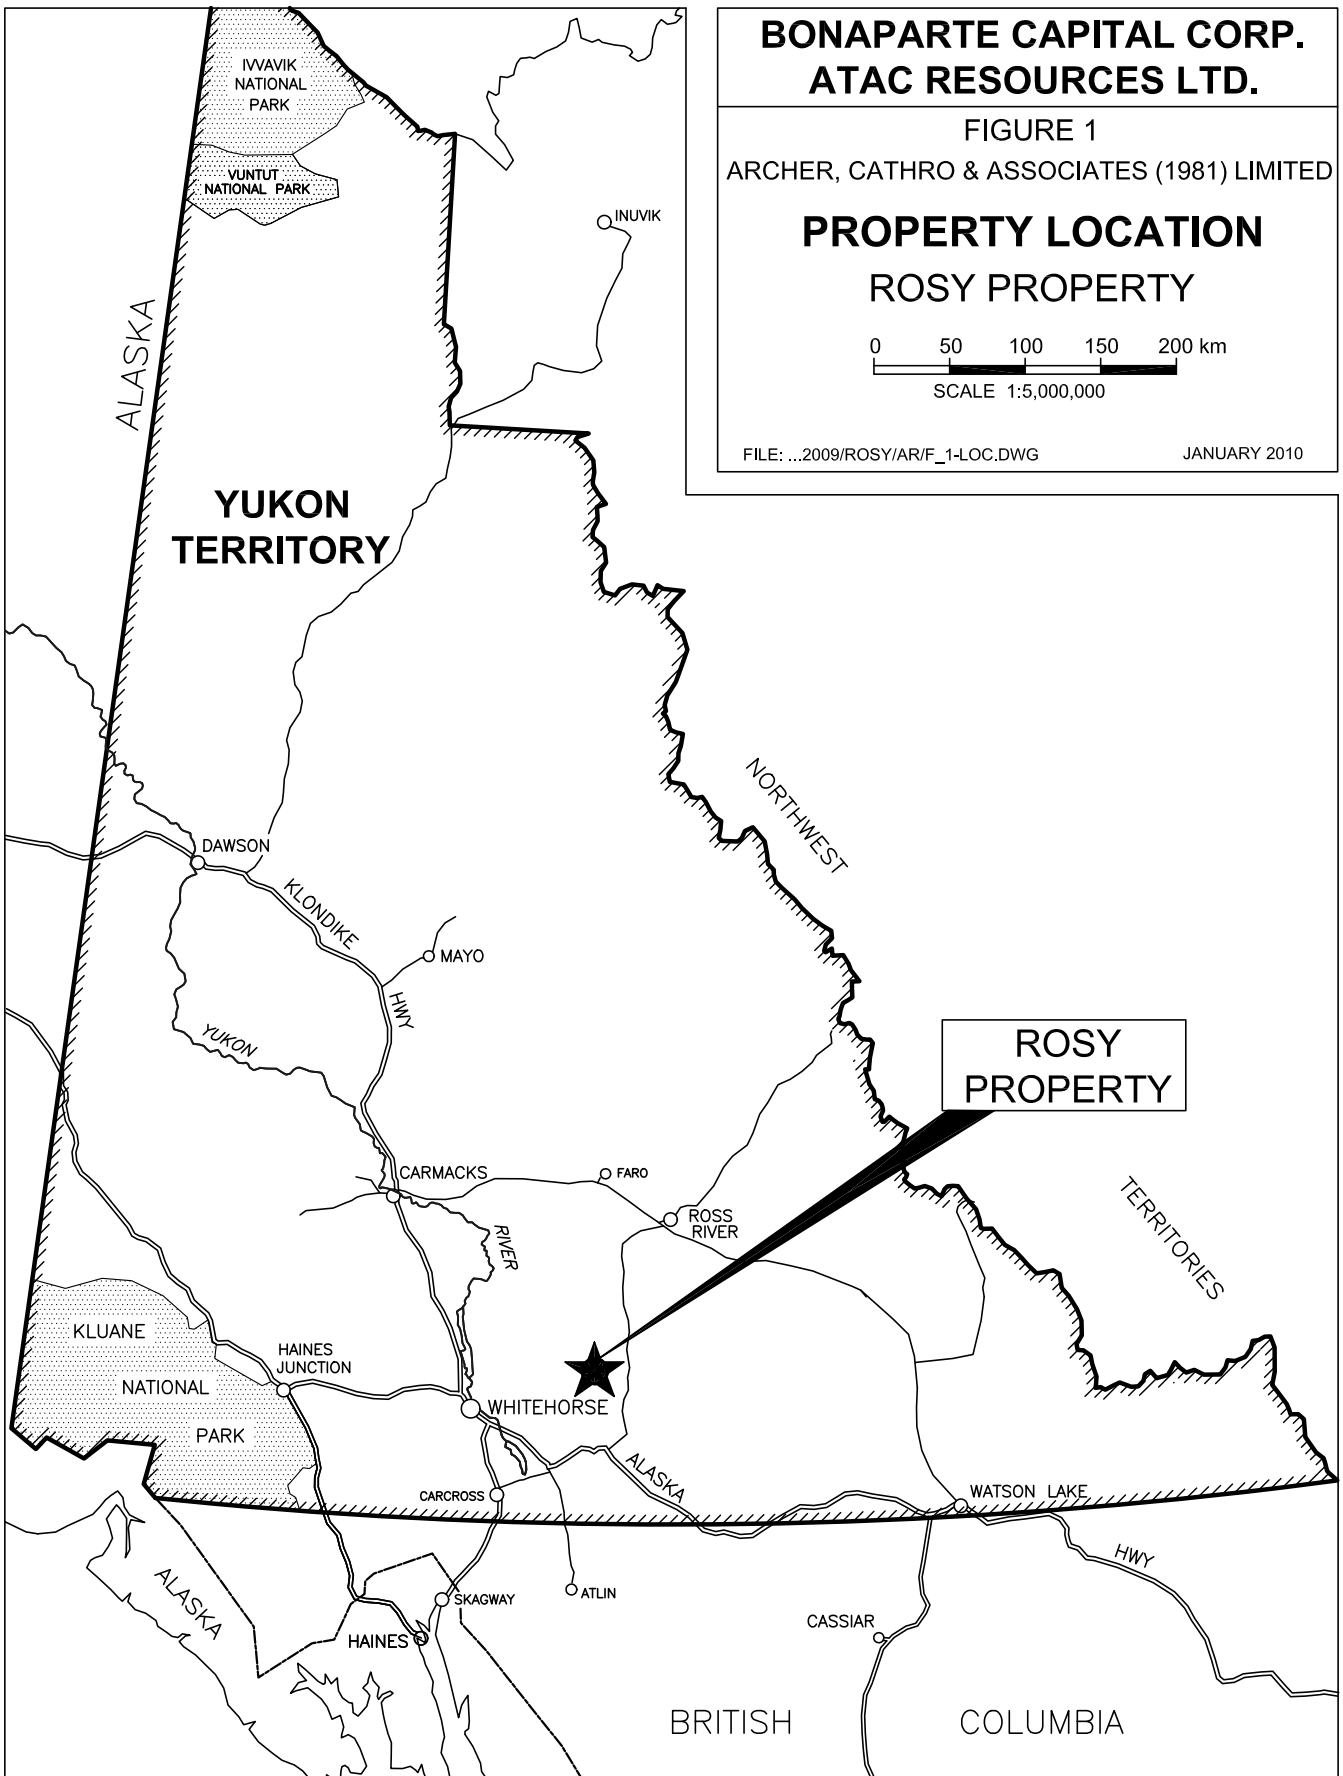 BONAPARTE CAPITAL CORP.
ATAC RESOURCES LTD.
FIGURE 1
ARCHER, CATHRO & ASSOCIATES (1981) LIMITED
PROPERTY LOCATION
ROSY PROPERTY
0 50 100 150 200 km
SCALE 1:5,000,000
FILE: ...2009/ROSY/AR/F_1-LOC.DWG JANUARY 2010
IVVAVIK
NATIONAL
PARK
VUNTUT
NATIONAL PARK
INUVIK
ALASKA
YUKON
TERRITORY
NORTHWEST
DAWSON
KLONDIKE
MAYO
HWY
YUKON
ROSY
PROPERTY
CARMACKS
FARO
ROSS
RIVER
RIVER
TERRITORIES
KLUANE
NATIONAL
PARK
HAINES
JUNCTION
WHITEHORSE
ALASKA
CARCROSS
WATSON LAKE
HWY
ALASKA
SKAGWAY
ATLIN
HAINES
CASSIAR
BRITISH COLUMBIA